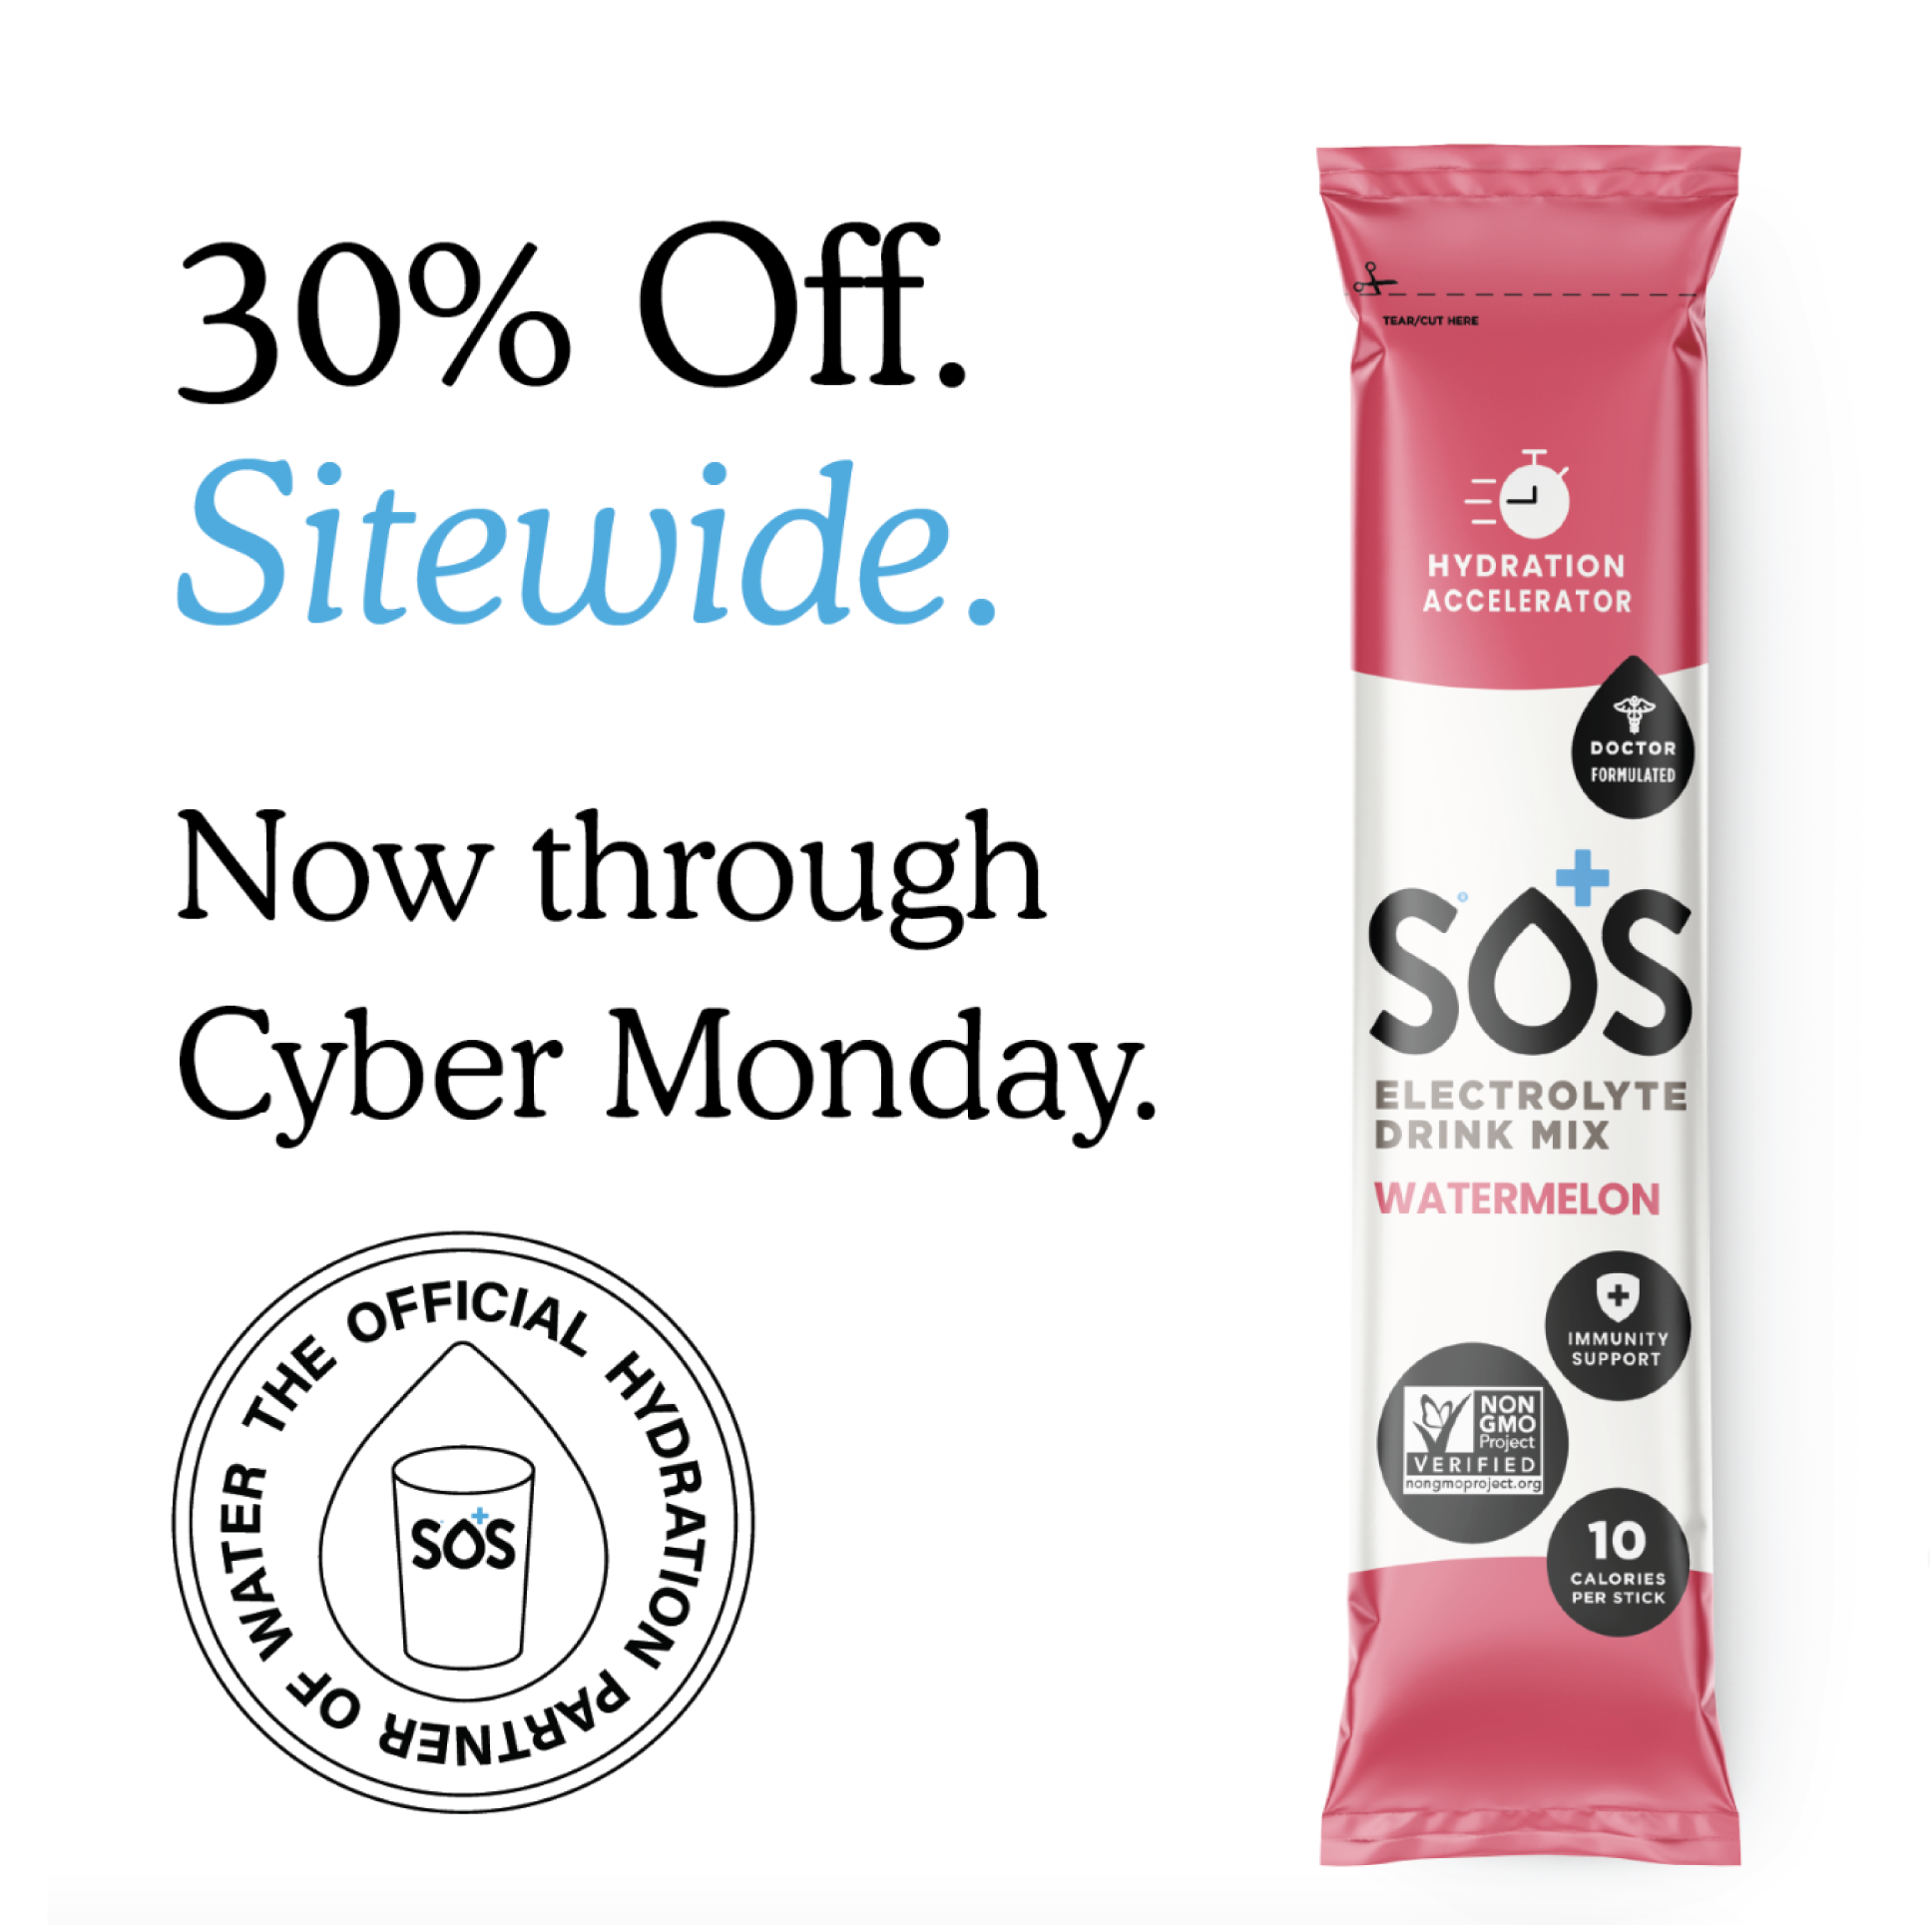 30% Off.
Sitewide.
Now through
Cyber Monday.
THE OFFICIAL HYDRATION PARTNER OF WATER
SOS
TEAR/CUT HERE
HYDRATION
ACCELERATOR
DOCTOR
FORMULATED
SOS
ELECTROLYTE
DRINK MIX
WATERMELON
IMMUNITY
SUPPORT
NON
GMO
Project
VERIFIED
nongmoproject.org
10
CALORIES
PER STICK